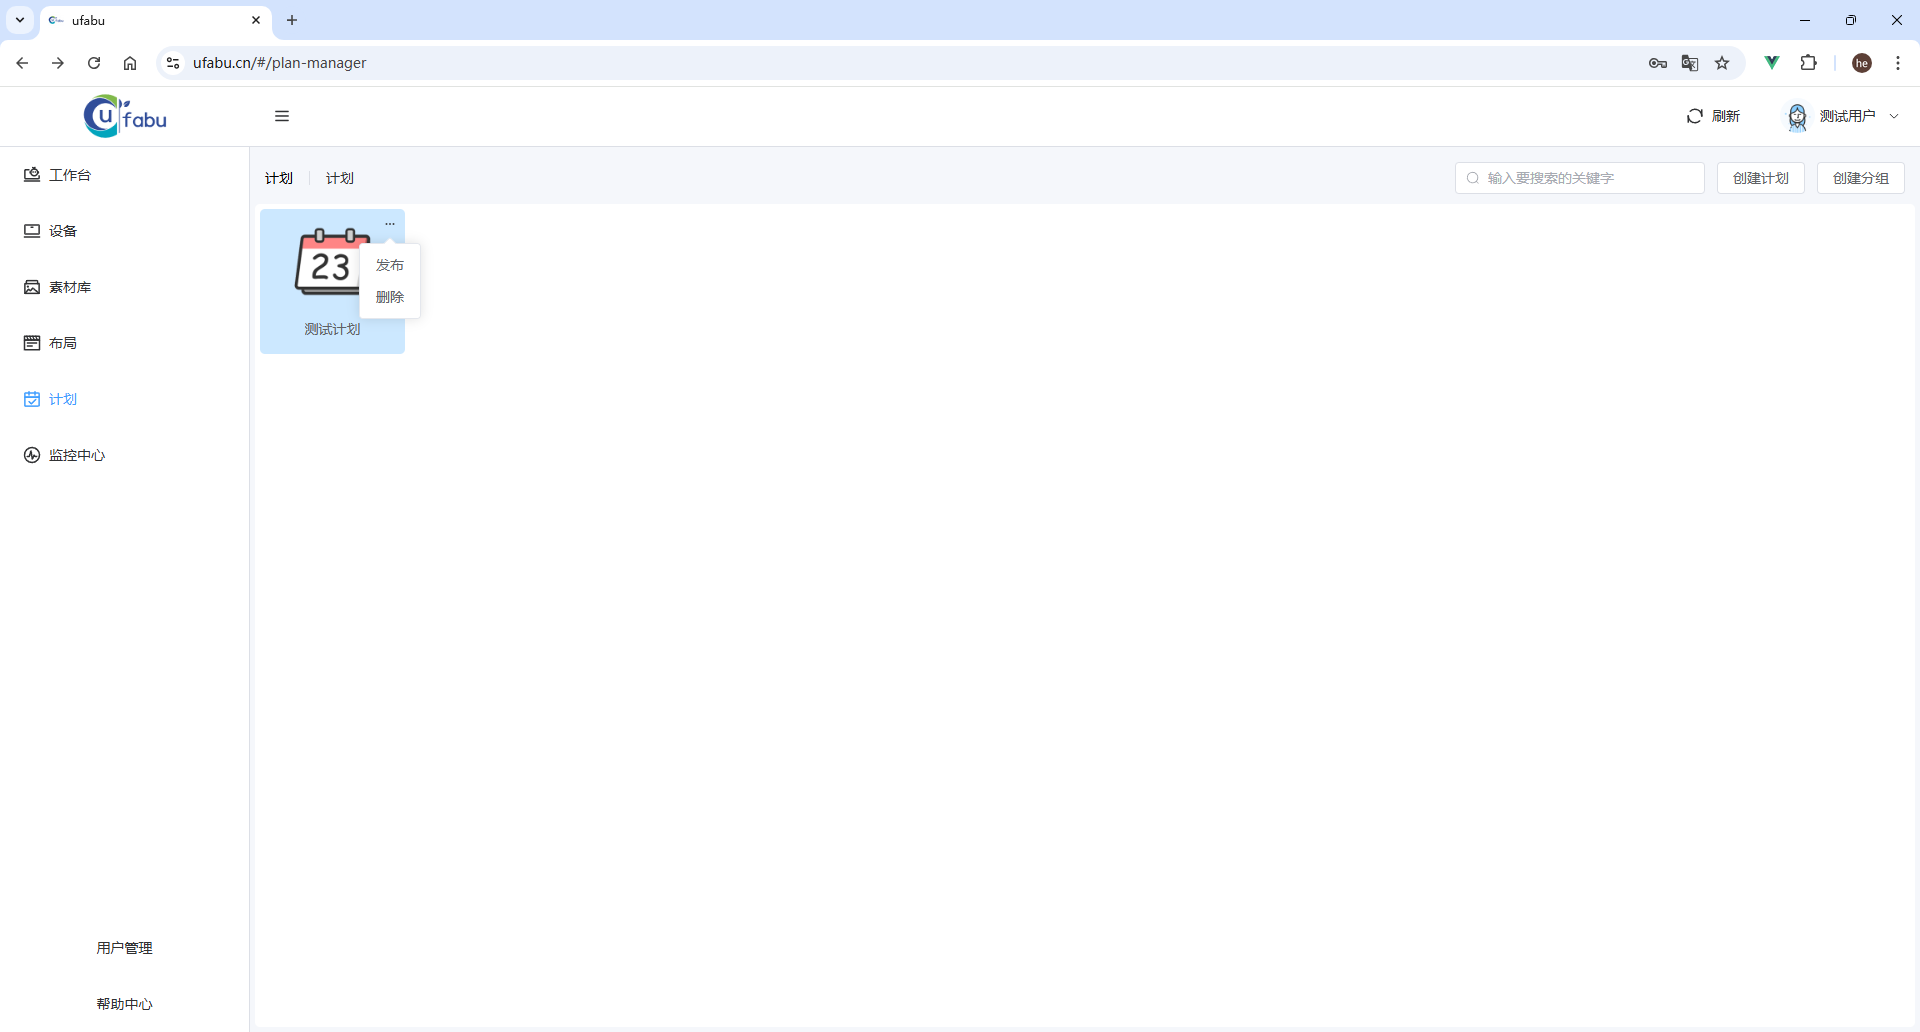 ufabu
ufabu.cn/#/plan-manager
he
ufabu
刷新
测试用户
工作台
设备
素材库
布局
计划
监控中心
用户管理
帮助中心
计划
计划
输入要搜索的关键字
创建计划
创建分组
...
23
发布
删除
测试计划